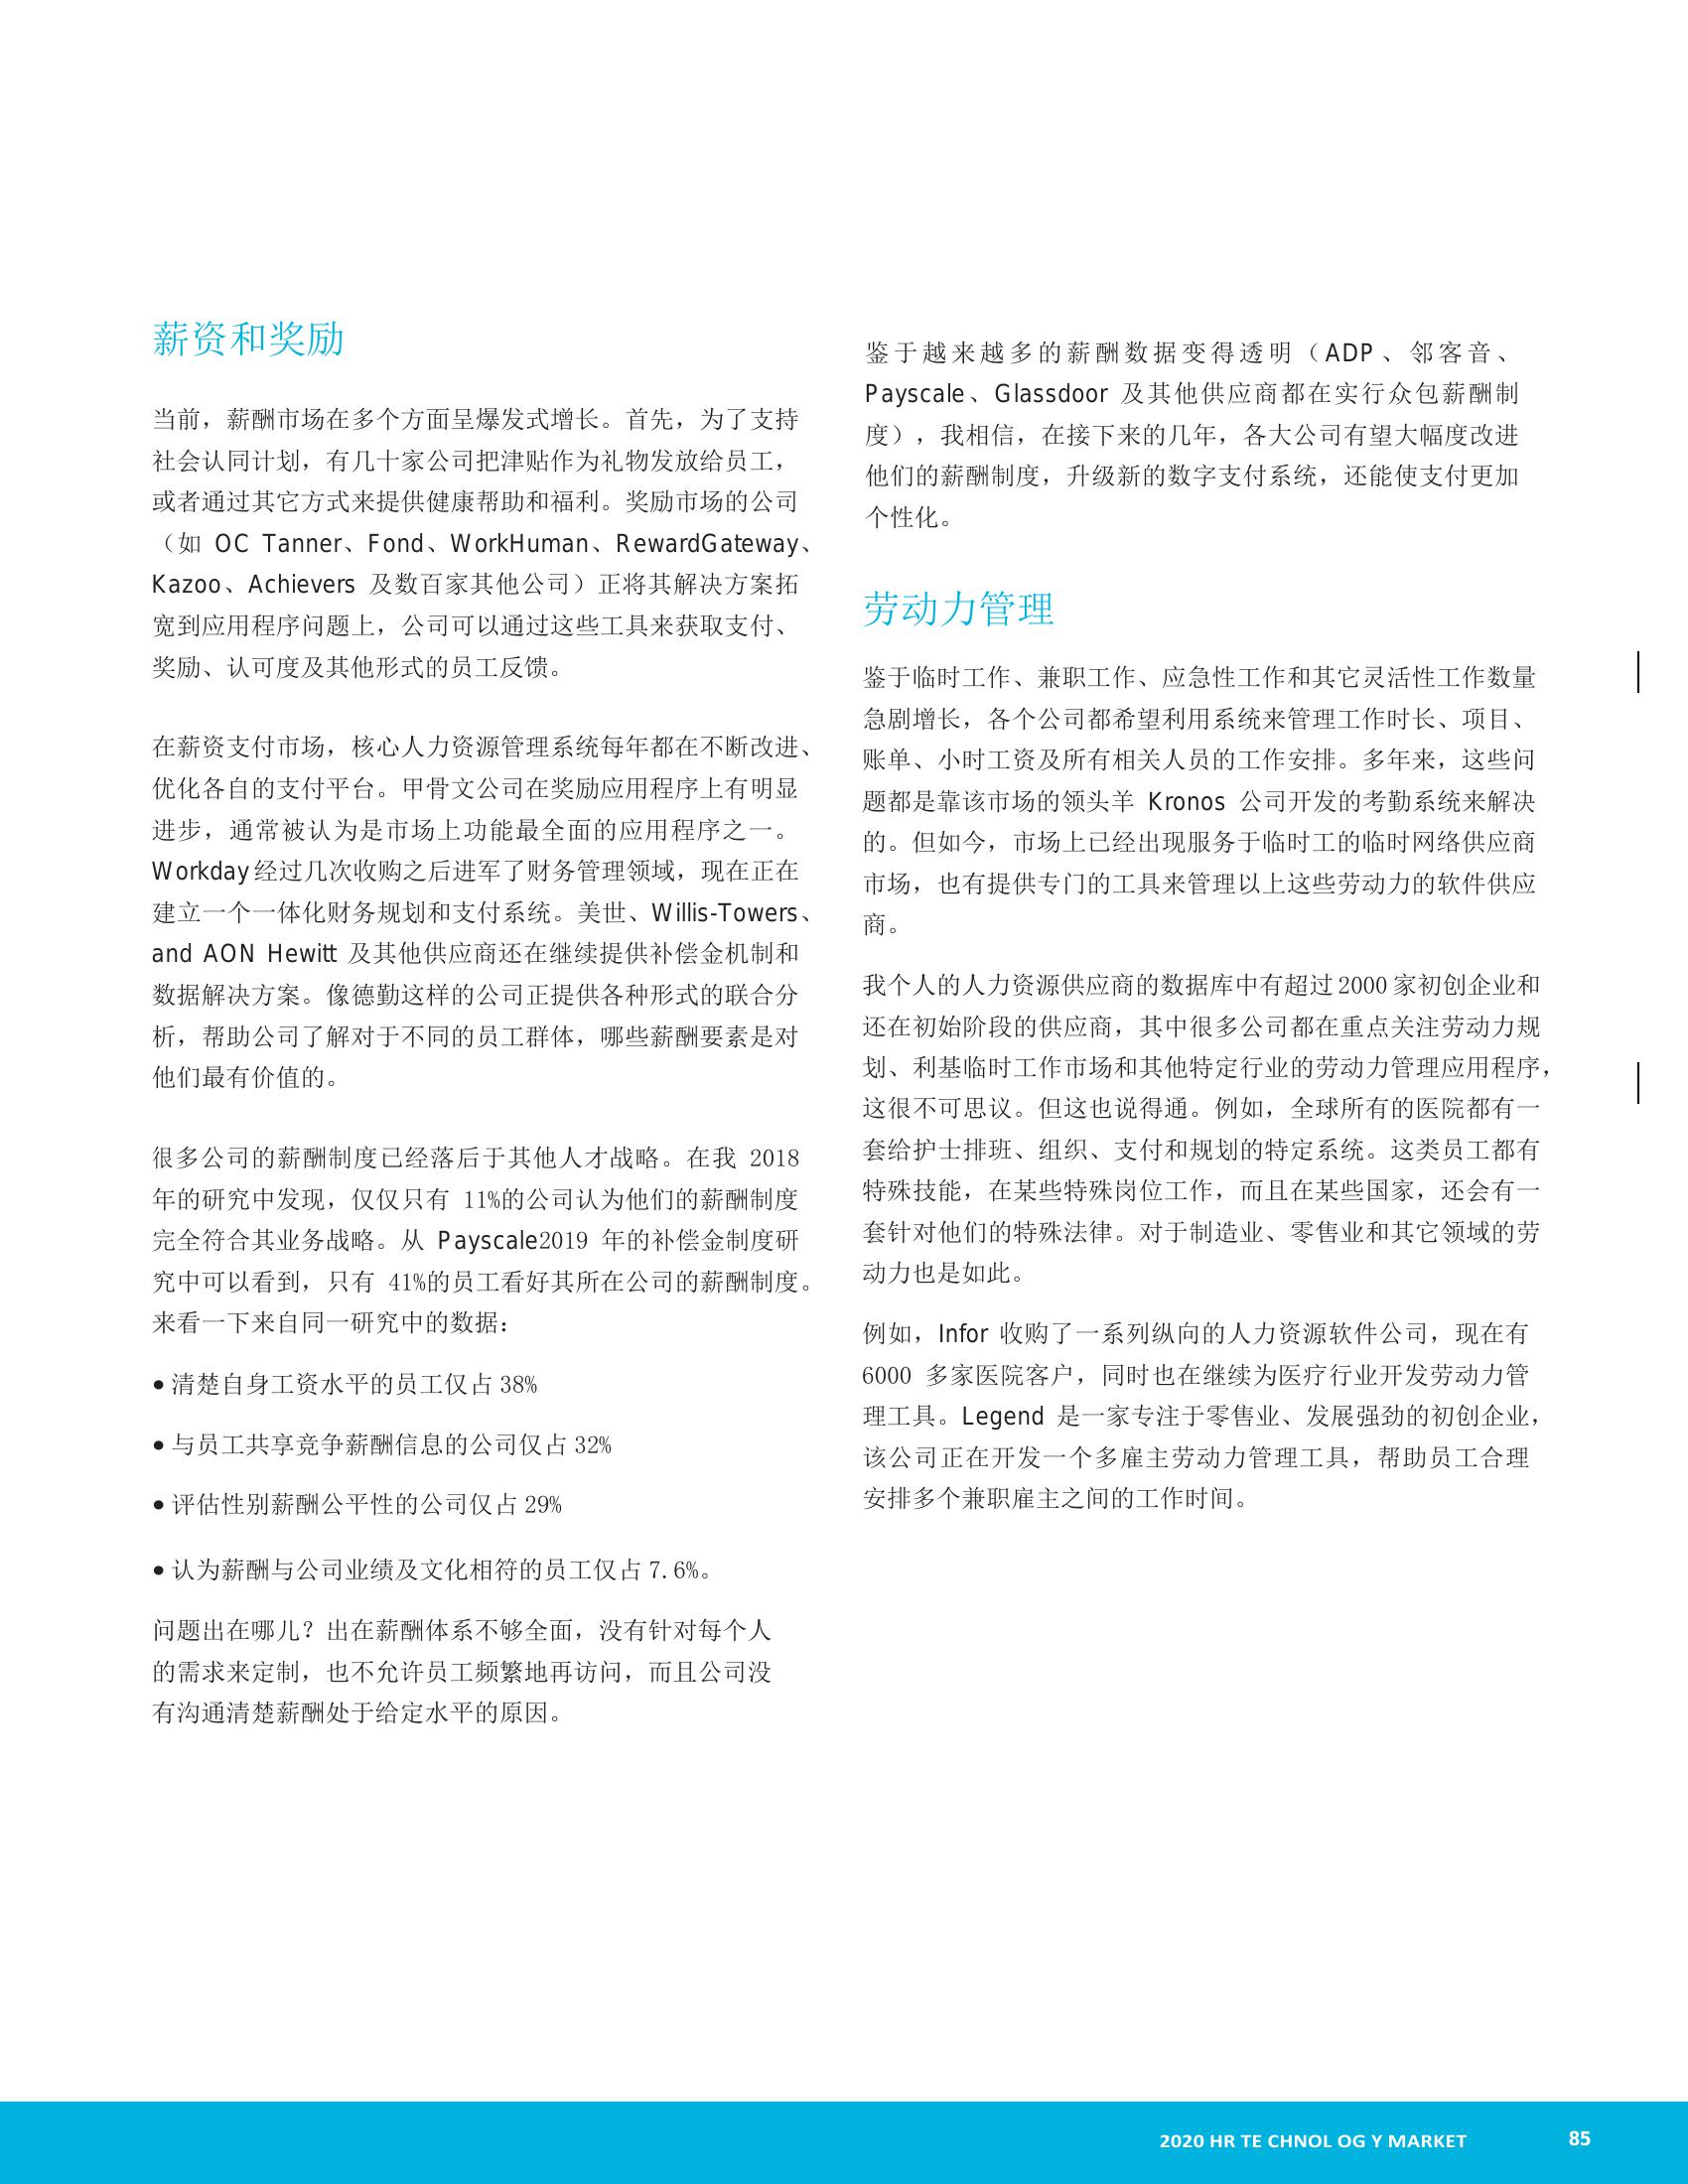 薪资和奖励
当前，薪酬市场在多个方面呈爆发式增长。首先，为了支持
社会认同计划，有几十家公司把津贴作为礼物发放给员工，
或者通过其它方式来提供健康帮助和福利。奖励市场的公司
（如 OC Tanner、Fond、WorkHuman、RewardGateway、
Kazoo、Achievers 及数百家其他公司）正将其解决方案拓
宽到应用程序问题上，公司可以通过这些工具来获取支付、
奖励、认可度及其他形式的员工反馈。
在薪资支付市场，核心人力资源管理系统每年都在不断改进、
优化各自的支付平台。甲骨文公司在奖励应用程序上有明显
进步，通常被认为是市场上功能最全面的应用程序之一。
Workday 经过几次收购之后进军了财务管理领域，现在正在
建立一个一体化财务规划和支付系统。美世、Willis-Towers、
and AON Hewitt 及其他供应商还在继续提供补偿金机制和
数据解决方案。像德勤这样的公司正提供各种形式的联合分
析，帮助公司了解对于不同的员工群体，哪些薪酬要素是对
他们最有价值的。
很多公司的薪酬制度已经落后于其他人才战略。在我 2018
年的研究中发现，仅仅只有 11%的公司认为他们的薪酬制度
完全符合其业务战略。从 Payscale2019 年的补偿金制度研
究中可以看到，只有 41%的员工看好其所在公司的薪酬制度。
来看一下来自同一研究中的数据：
• 清楚自身工资水平的员工仅占 38%
• 与员工共享竞争薪酬信息的公司仅占 32%
• 评估性别薪酬公平性的公司仅占 29%
• 认为薪酬与公司业绩及文化相符的员工仅占 7.6%。
问题出在哪儿？出在薪酬体系不够全面，没有针对每个人
的需求来定制，也不允许员工频繁地再访问，而且公司没
有沟通清楚薪酬处于给定水平的原因。
鉴于越来越多的薪酬数据变得透明（ADP、邻客音、
Payscale、Glassdoor 及其他供应商都在实行众包薪酬制
度），我相信，在接下来的几年，各大公司有望大幅度改进
他们的薪酬制度，升级新的数字支付系统，还能使支付更加
个性化。
劳动力管理
鉴于临时工作、兼职工作、应急性工作和其它灵活性工作数量
急剧增长，各个公司都希望利用系统来管理工作时长、项目、
账单、小时工资及所有相关人员的工作安排。多年来，这些问
题都是靠该市场的领头羊 Kronos 公司开发的考勤系统来解决
的。但如今，市场上已经出现服务于临时工的临时网络供应商
市场，也有提供专门的工具来管理以上这些劳动力的软件供应
商。
我个人的人力资源供应商的数据库中有超过 2000 家初创企业和
还在初始阶段的供应商，其中很多公司都在重点关注劳动力规
划、利基临时工作市场和其他特定行业的劳动力管理应用程序，
这很不可思议。但这也说得通。例如，全球所有的医院都有一
套给护士排班、组织、支付和规划的特定系统。这类员工都有
特殊技能，在某些特殊岗位工作，而且在某些国家，还会有一
套针对他们的特殊法律。对于制造业、零售业和其它领域的劳
动力也是如此。
例如，Infor 收购了一系列纵向的人力资源软件公司，现在有
6000 多家医院客户，同时也在继续为医疗行业开发劳动力管
理工具。Legend 是一家专注于零售业、发展强劲的初创企业，
该公司正在开发一个多雇主劳动力管理工具，帮助员工合理
安排多个兼职雇主之间的工作时间。
2020 HR TE CHNOL OG Y MARKET 85